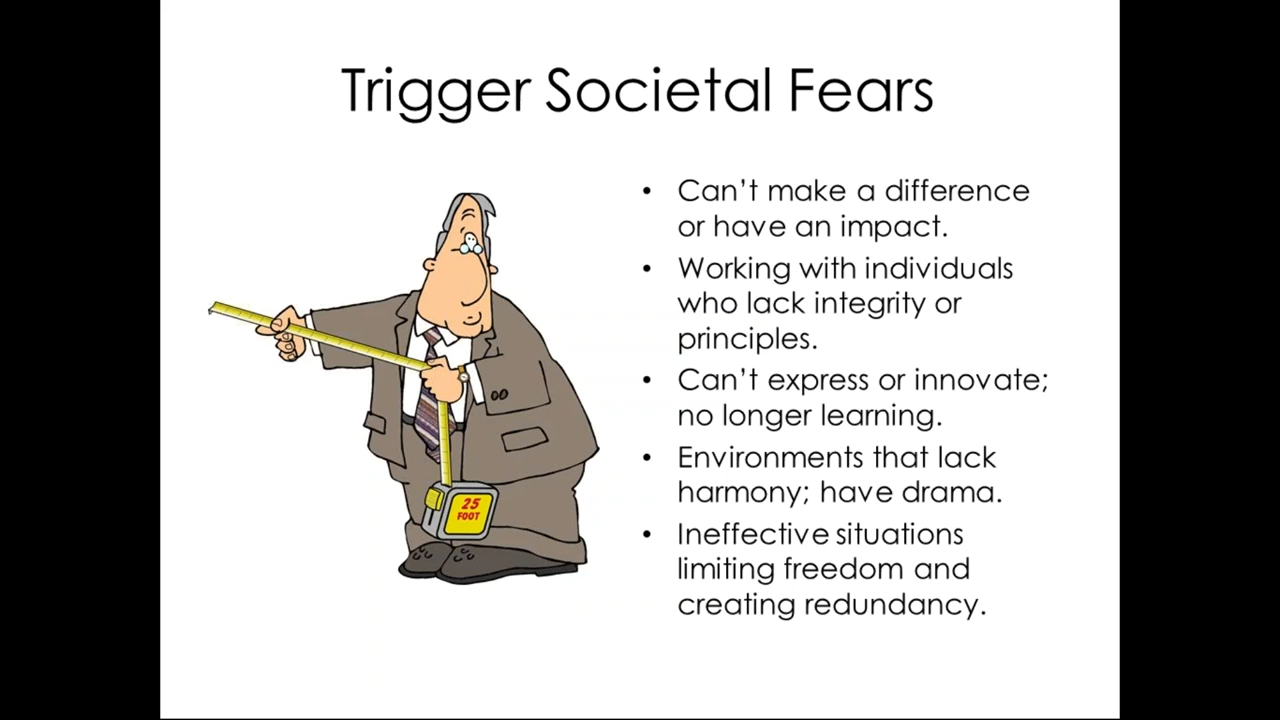 Trigger Societal Fears
• Can't make a difference
or have an impact.
• Working with individuals
who lack integrity or
principles.
• Can't express or innovate;
no longer learning.
• Environments that lack
harmony; have drama.
• Ineffective situations
limiting freedom and
creating redundancy.
25
FOOT